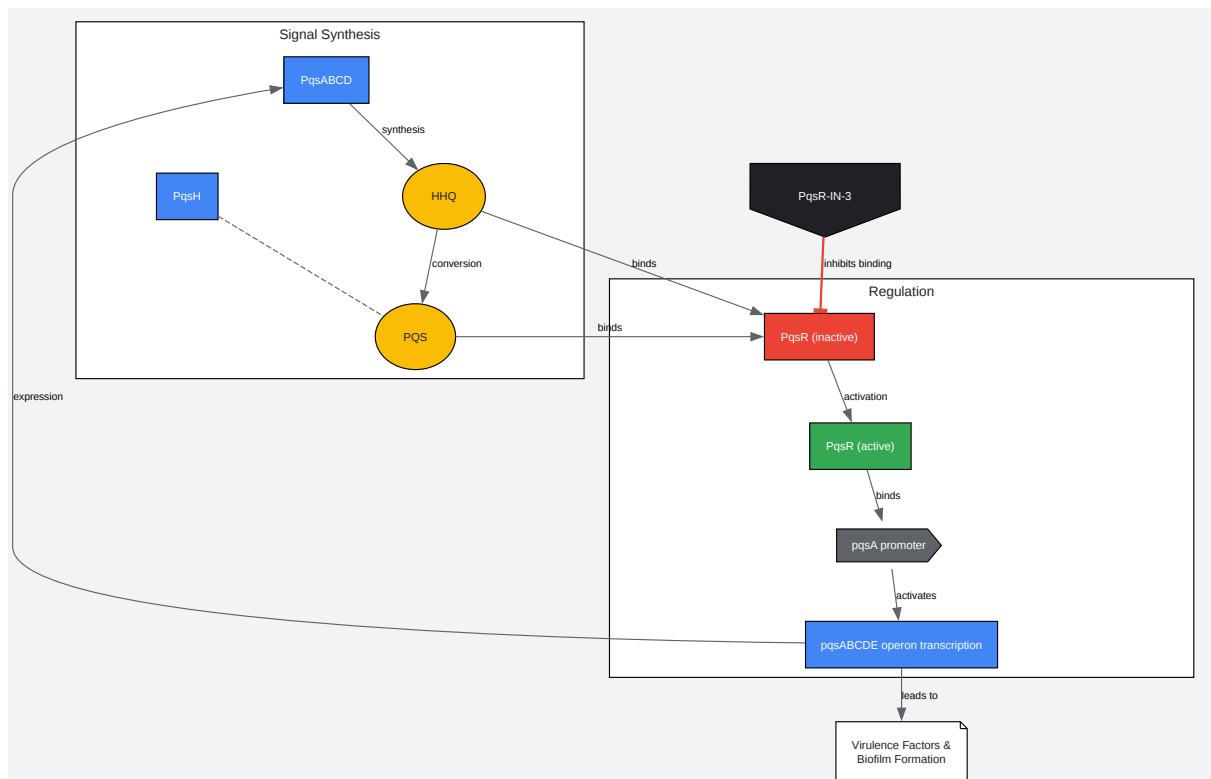 Signal Synthesis
PqsABCD
synthesis
PqsH
HHQ
PqsR-IN-3
conversion
binds
inhibits binding
Regulation
PQS
binds
PqsR (inactive)
expression
activation
PqsR (active)
binds
pqsA promoter
activates
pqsABCDE operon transcription
leads to
Virulence Factors &
Biofilm Formation